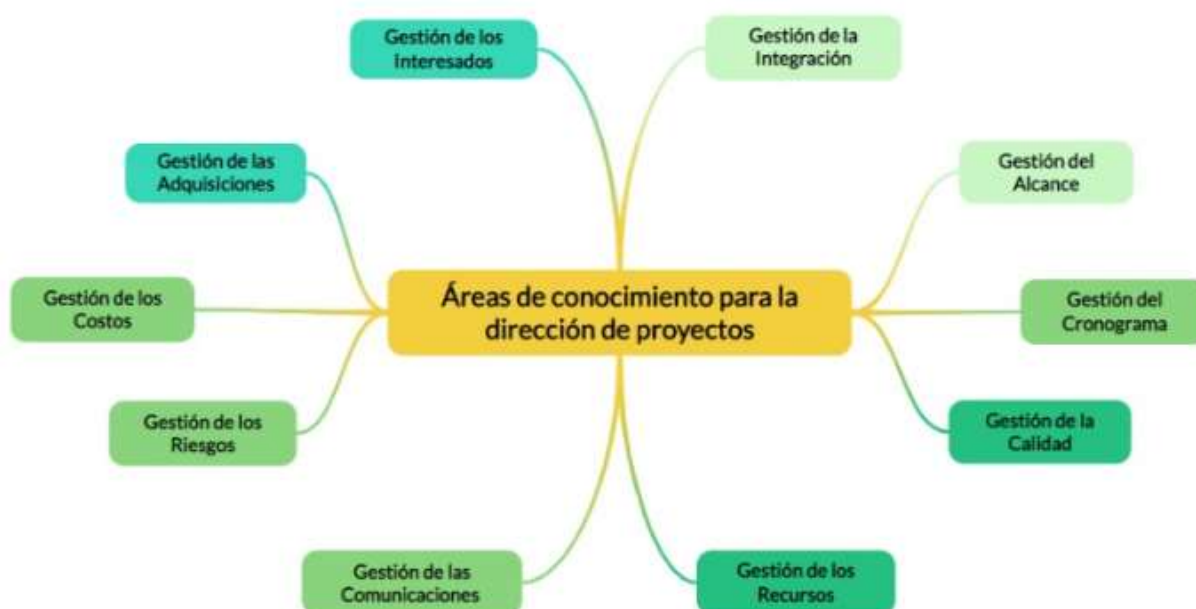 Gestión de los
Interesados
Gestión de la
Integración
Gestión de las
Adquisiciones
Gestión del
Alcance
Áreas de conocimiento para la
dirección de proyectos
Gestión de los
Costos
Gestión del
Cronograma
Gestión de los
Riesgos
Gestión de la
Calidad
Gestión de las
Comunicaciones
Gestión de los
Recursos